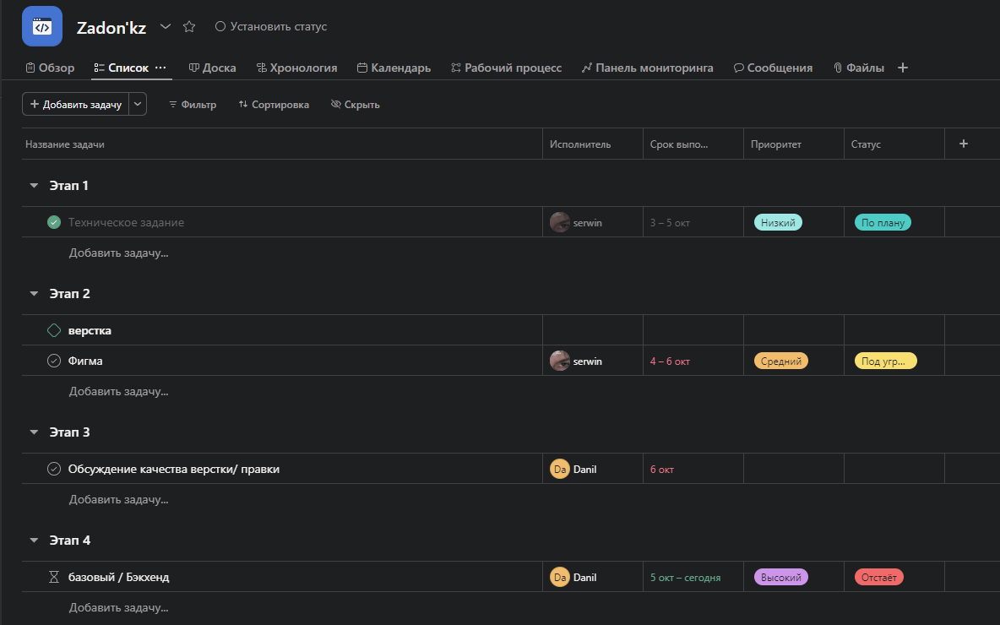 Zadon'kz Установить статус
Обзор Список ... Доска Хронология Календарь Рабочий процесс Панель мониторинга Сообщения Файлы +
+ Добавить задачу Фильтр Сортировка Скрыть
Название задачи Исполнитель Срок выпо... Приоритет Статус +
Этап 1
Техническое задание serwin 3 – 5 окт Низкий По плану
Добавить задачу...
Этап 2
верстка
Фигма serwin 4 – 6 окт Средний Под угр...
Добавить задачу...
Этап 3
Обсуждение качества верстки/ правки Da Danil 6 окт
Добавить задачу...
Этап 4
базовый / Бэкхенд Da Danil 5 окт – сегодня Высокий Отстаёт
Добавить задачу...